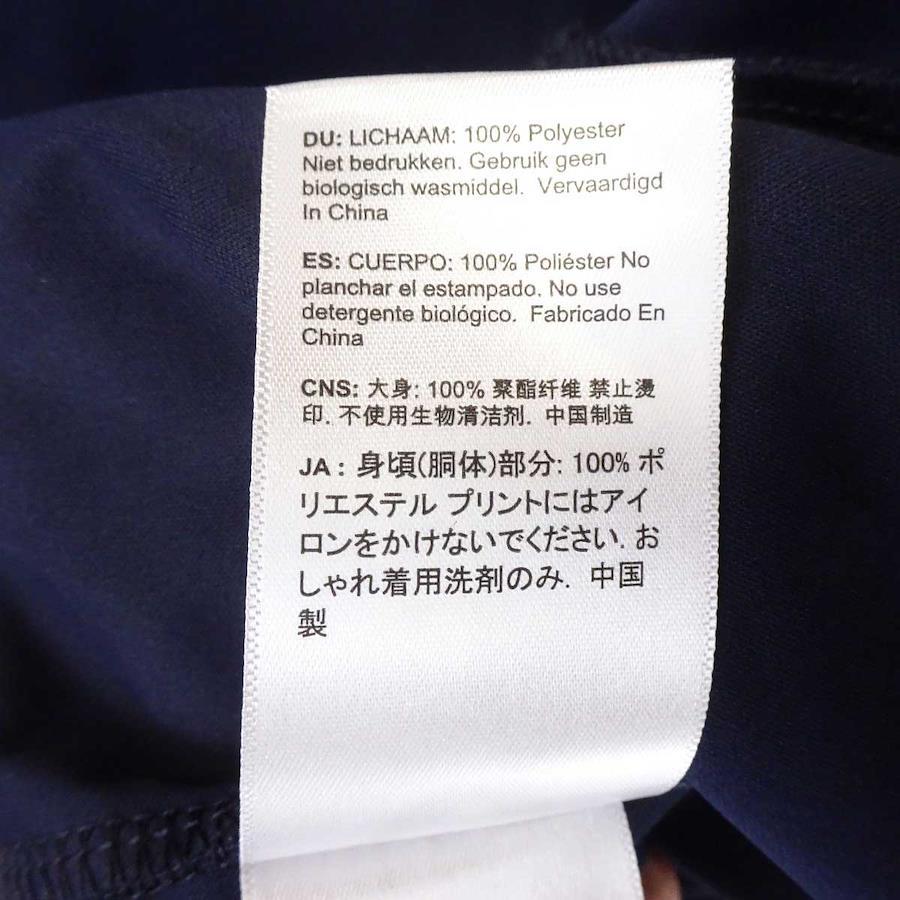 DU: LICHAAM: 100% Polyester
Niet bedrukken. Gebruik geen
biologisch wasmiddel. Vervaardigd
In China
ES: CUERPO: 100% Poliéster No
planchar el estampado. No use
detergente biológico. Fabricado En
China
CNS: 大身: 100% 聚酯纤维 禁止烫
印. 不使用生物清洁剂. 中国制造
JA : 身頃(胴体)部分: 100% ポ
リエステル プリントにはアイ
ロンをかけないでください. お
しゃれ着用洗剤のみ. 中国
製